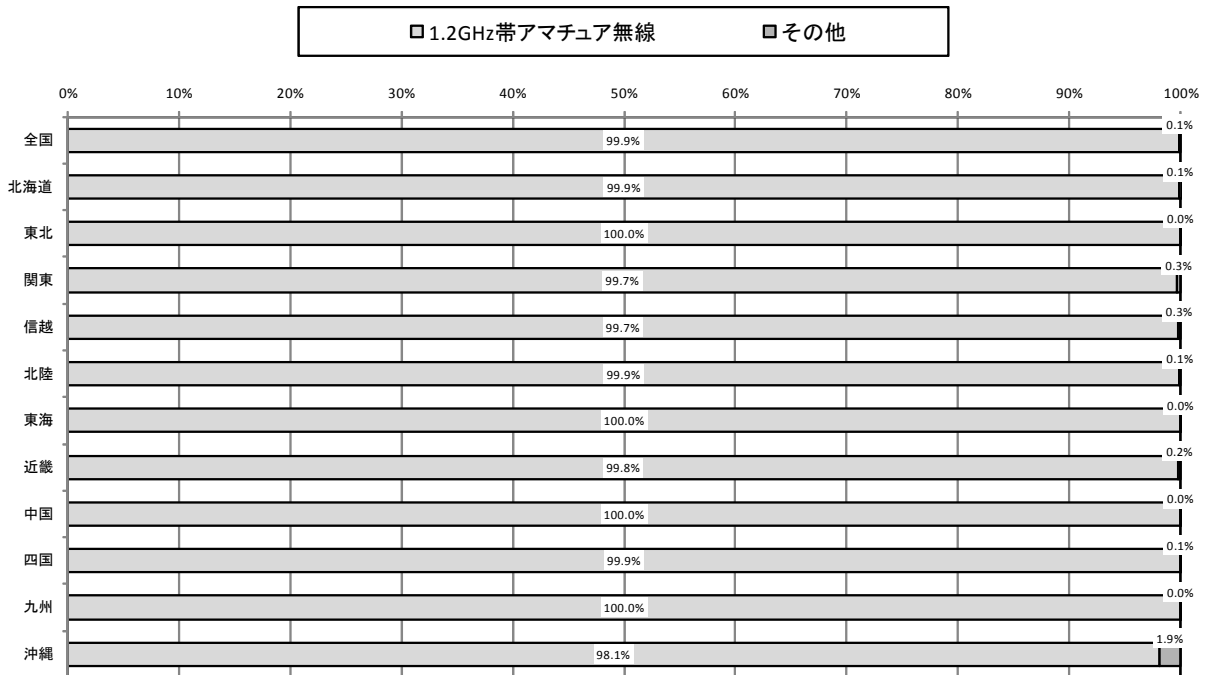 1.2GHz帯アマチュア無線 その他
0% 10% 20% 30% 40% 50% 60% 70% 80% 90% 100%
全国 99.9% 0.1%
北海道 99.9% 0.1%
東北 100.0% 0.0%
関東 99.7% 0.3%
信越 99.7% 0.3%
北陸 99.9% 0.1%
東海 100.0% 0.0%
近畿 99.8% 0.2%
中国 100.0% 0.0%
四国 99.9% 0.1%
九州 100.0% 0.0%
沖縄 98.1% 1.9%